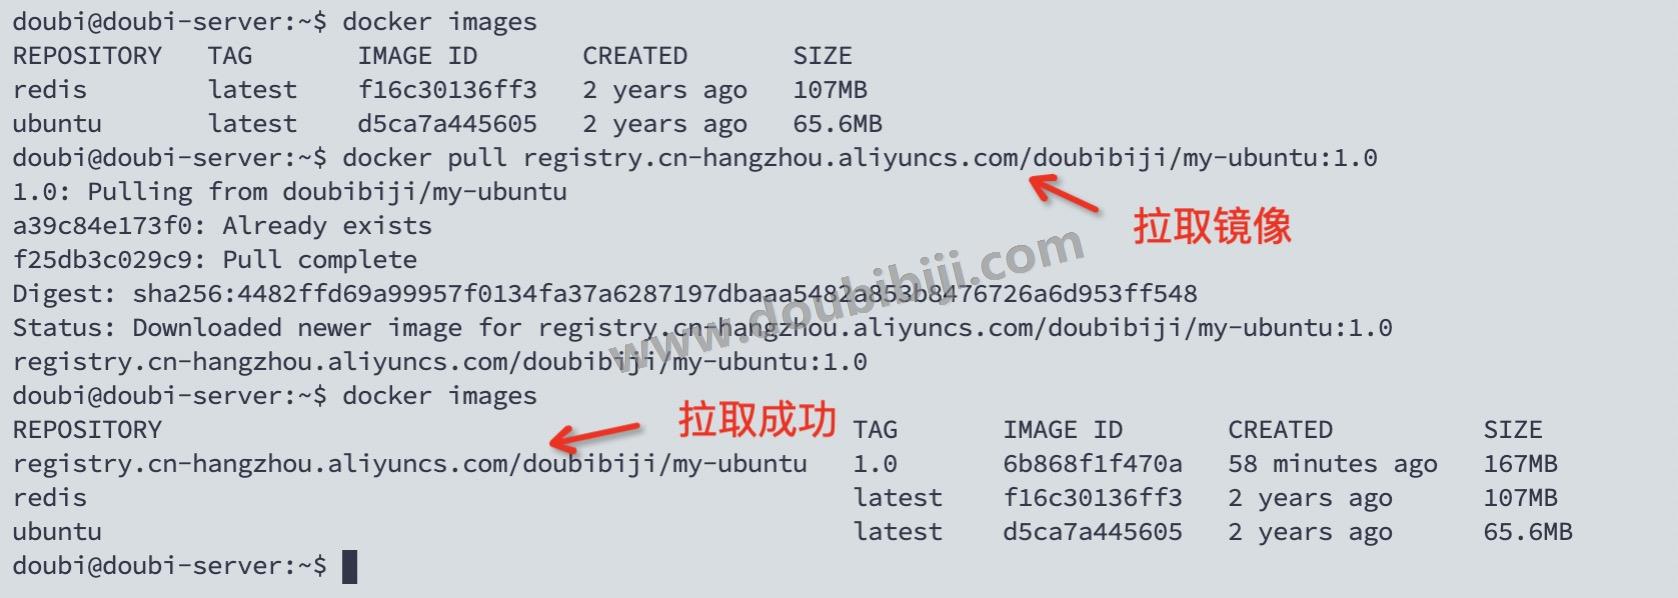 doubi@doubi-server:~$ docker images
REPOSITORY   TAG       IMAGE ID       CREATED       SIZE
redis        latest    f16c30136ff3   2 years ago   107MB
ubuntu       latest    d5ca7a445605   2 years ago   65.6MB
doubi@doubi-server:~$ docker pull registry.cn-hangzhou.aliyuncs.com/doubibiji/my-ubuntu:1.0
1.0: Pulling from doubibiji/my-ubuntu
拉取镜像
a39c84e173f0: Already exists
f25db3c029c9: Pull complete
Digest: sha256:4482ffd69a99957f0134fa37a6287197dbaaa5482a853b8476726a6d953ff548
www.doubibiji.com
Status: Downloaded newer image for registry.cn-hangzhou.aliyuncs.com/doubibiji/my-ubuntu:1.0
registry.cn-hangzhou.aliyuncs.com/doubibiji/my-ubuntu:1.0
doubi@doubi-server:~$ docker images
拉取成功
REPOSITORY                                              TAG       IMAGE ID       CREATED          SIZE
registry.cn-hangzhou.aliyuncs.com/doubibiji/my-ubuntu   1.0       6b868f1f470a   58 minutes ago   167MB
redis                                                   latest    f16c30136ff3   2 years ago      107MB
ubuntu                                                  latest    d5ca7a445605   2 years ago      65.6MB
doubi@doubi-server:~$